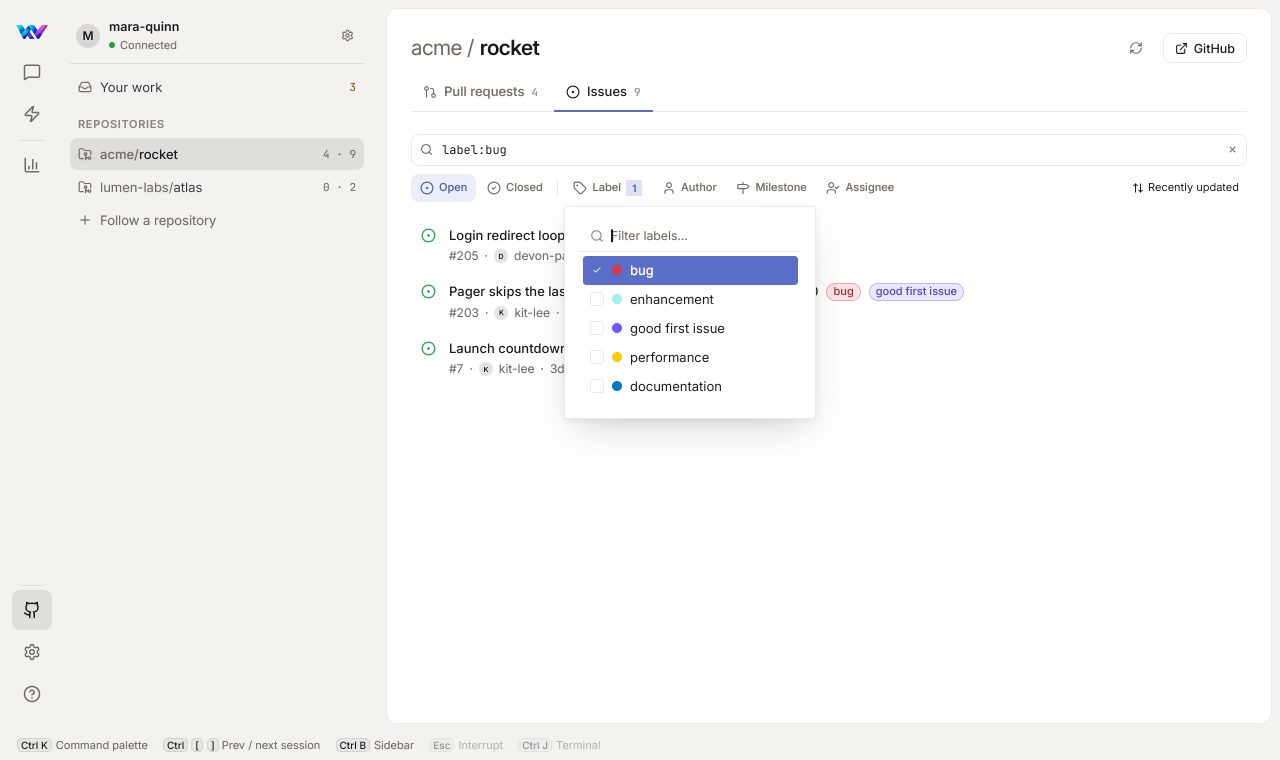 mara-quinn
M
Connected
Your work 3
REPOSITORIES
acme/rocket 4 · 9
lumen-labs/atlas 0 · 2
Follow a repository
acme / rocket
GitHub
Pull requests 4
Issues 9
label:bug
Open Closed Label 1 Author Milestone Assignee Recently updated
Login redirect loop
#205 · D
Pager skips the bug good first issue
#203 · K kit-lee ·
Launch countdown
#7 · K kit-lee · 3d
Filter labels...
bug
enhancement
good first issue
performance
documentation
Ctrl K Command palette · Ctrl [ ] Prev / next session · Ctrl B Sidebar · Esc Interrupt · Ctrl J Terminal